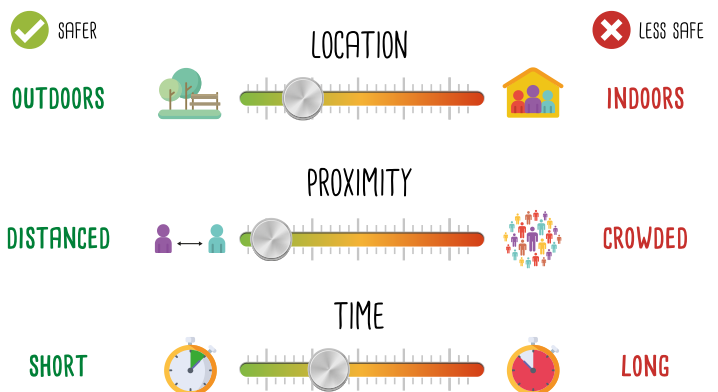 SAFER
LESS SAFE
LOCATION
OUTDOORS
INDOORS
PROXIMITY
DISTANCED
CROWDED
TIME
SHORT
LONG